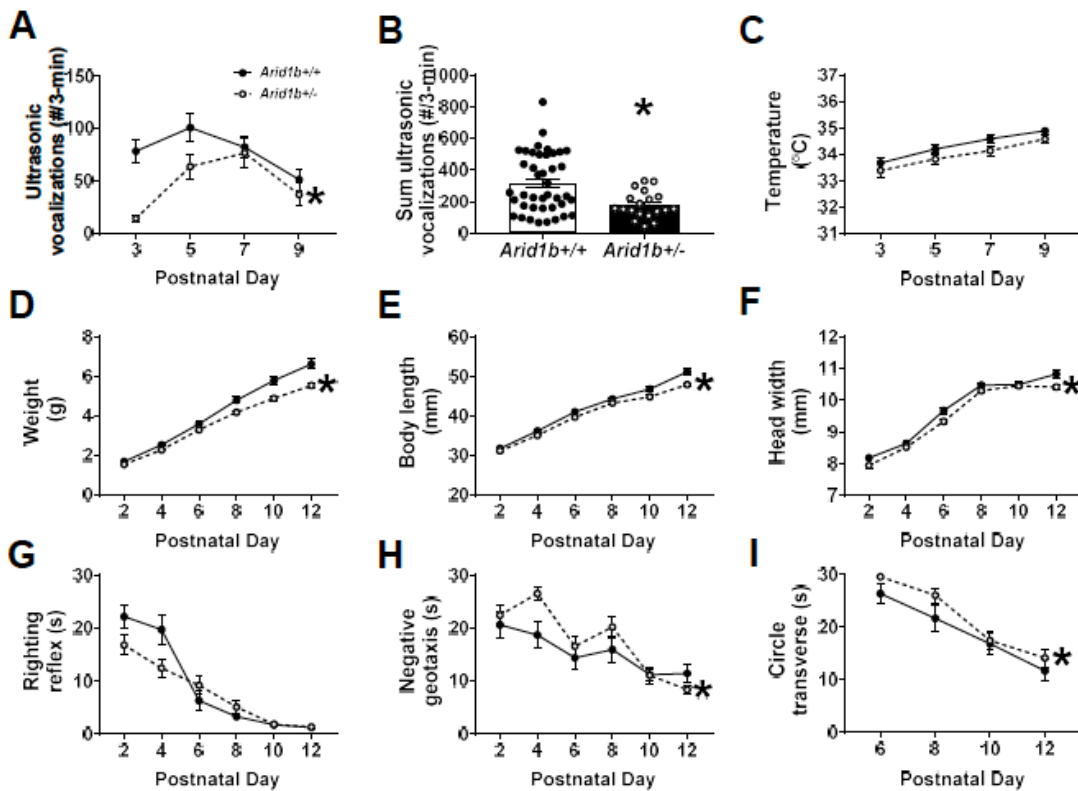 A
Ultrasonic
vocalizations (#/3-min)
150
100
50
0
Arid1b+/+
Arid1b+/-
*
3 5 7 9
Postnatal Day
B
Sum ultrasonic
vocalizations (#/3-min)
1000
800
600
400
200
0
*
Arid1b+/+ Arid1b+/-
C
Temperature
(°C)
37
36
35
34
33
32
31
3 5 7 9
Postnatal Day
D
Weight
(g)
8
6
4
2
0
*
2 4 6 8 10 12
Postnatal Day
E
Body length
(mm)
60
50
40
30
20
*
2 4 6 8 10 12
Postnatal Day
F
Head width
(mm)
12
11
10
9
8
7
*
2 4 6 8 10 12
Postnatal Day
G
Righting
reflex (s)
30
20
10
0
2 4 6 8 10 12
Postnatal Day
H
Negative
geotaxis (s)
30
20
10
0
*
2 4 6 8 10 12
Postnatal Day
I
Circle
transverse (s)
30
20
10
0
*
6 8 10 12
Postnatal Day